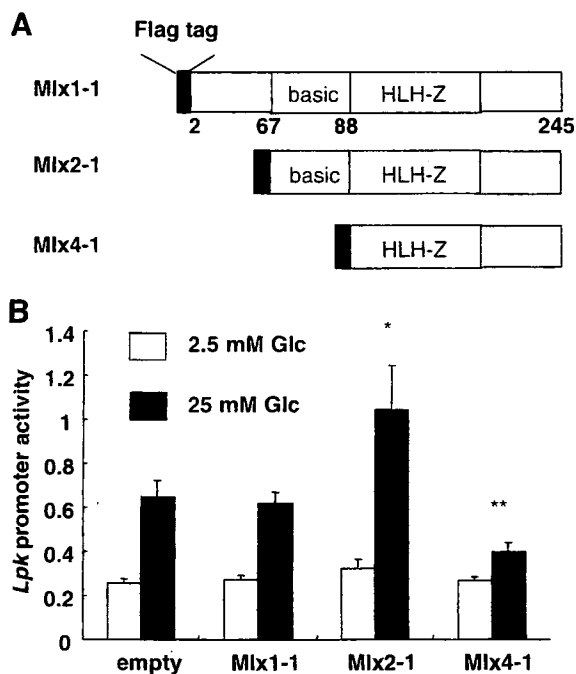 A
Flag tag
Mlx1-1
basic HLH-Z
2 67 88 245
Mlx2-1
basic HLH-Z
Mlx4-1
HLH-Z
B
1.4
1.2
1
0.8
0.6
0.4
0.2
0
Lpk promoter activity
2.5 mM Glc
25 mM Glc
*
**
empty Mlx1-1 Mlx2-1 Mlx4-1